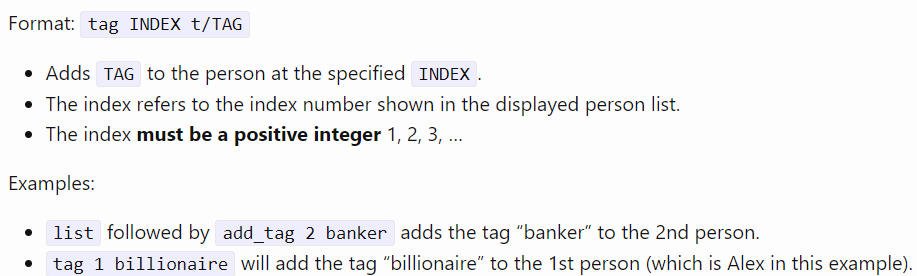 Format: tag INDEX t/TAG
• Adds TAG to the person at the specified INDEX.
• The index refers to the index number shown in the displayed person list.
• The index must be a positive integer 1, 2, 3, …
Examples:
• list followed by add_tag 2 banker adds the tag “banker” to the 2nd person.
• tag 1 billionaire will add the tag “billionaire” to the 1st person (which is Alex in this example).